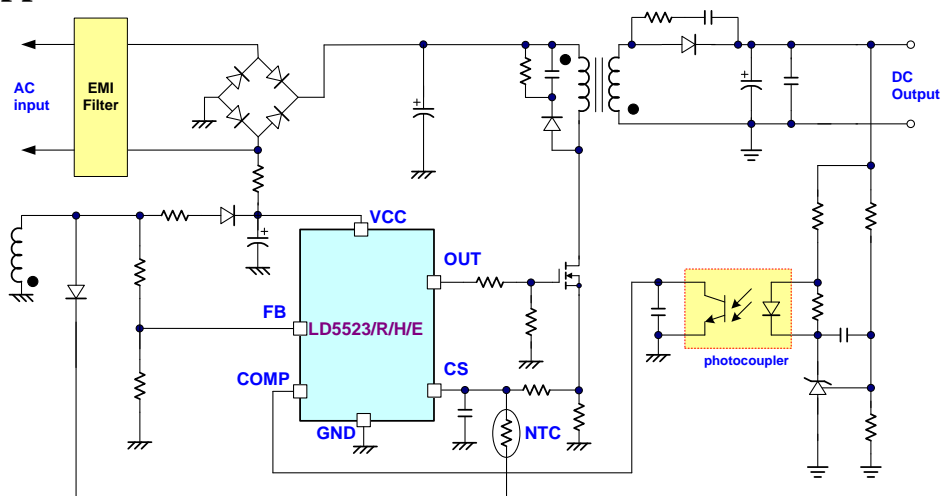 EMI
Filter
AC
input
DC
Output
VCC
OUT
FB
LD5523/R/H/E
COMP
CS
GND
NTC
photocoupler